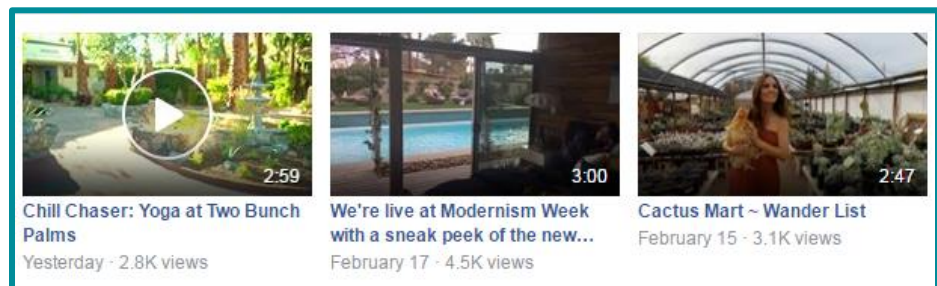 2:59
3:00
2:47
Chill Chaser: Yoga at Two Bunch
Palms
Yesterday · 2.8K views
We're live at Modernism Week
with a sneak peek of the new...
February 17 · 4.5K views
Cactus Mart ~ Wander List
February 15 · 3.1K views